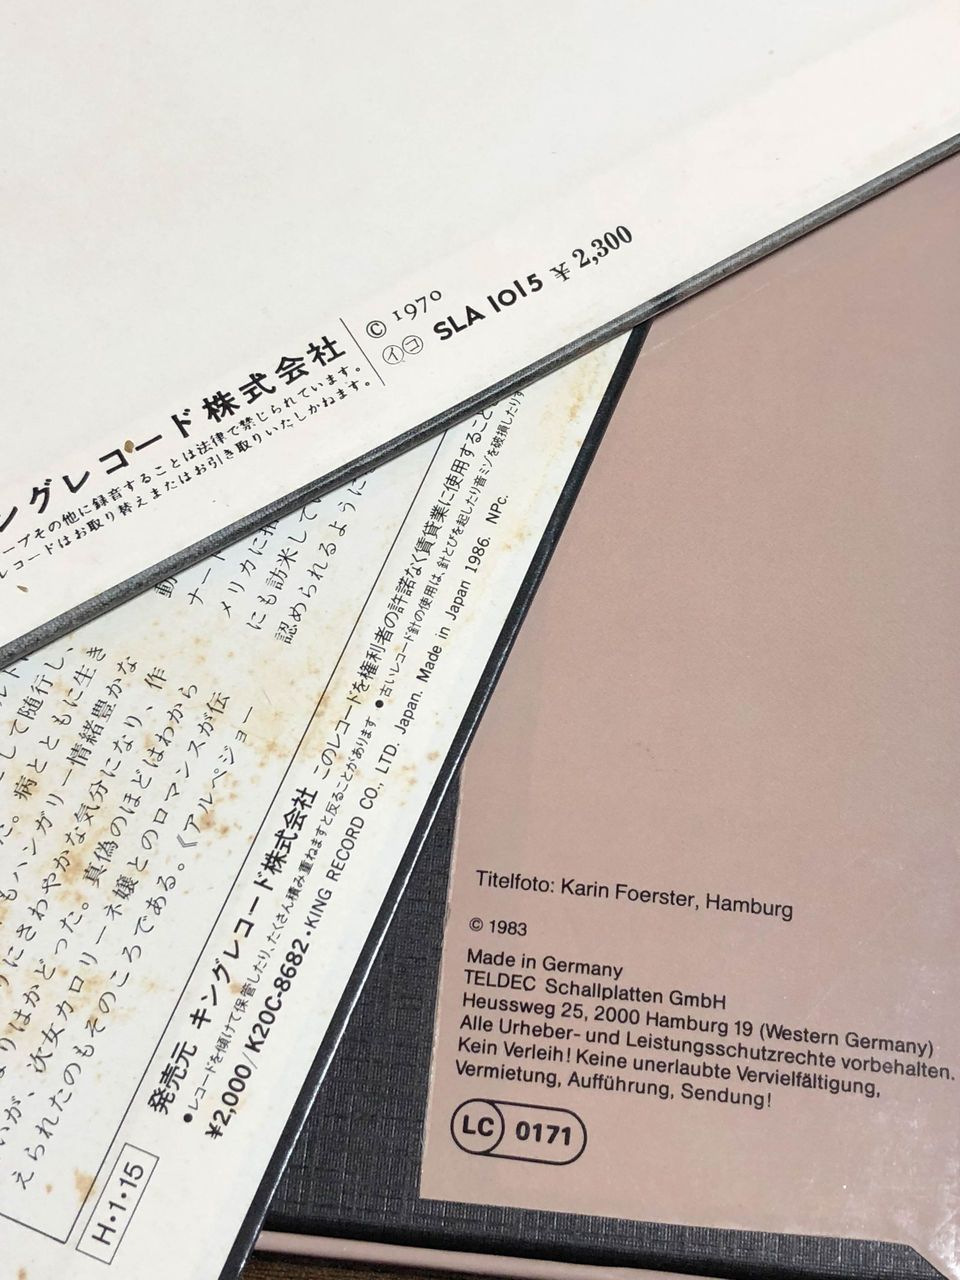 © 1970
㋑㋙ SLA 1015 ¥2,300
ングレコード株式会社
ープその他に録音することは法律で禁じられています。
レコードはお取り替えまたはお引き取りいたしかねます。
動
ナード
メリカに
にも訪米して
認められるように
して随行し、
た。病とともに生き
もハンガリー情緒豊かな
りにさわやかな気分になり、作
よりはかどった。真偽のほどはわから
いが、次女カロリーネ嬢とのロマンスが伝
えられたのもそのころである。《アルペジョー
発売元 キングレコード株式会社 このレコードを権利者の許諾なく賃貸業に使用すること
●レコードを傾けて保管したり、たくさん積み重ねますと反ることがあります。●古いレコード針の使用は、針とびを起したり音ミゾを破損したりす
¥2,000/K20C-8682・KING RECORD CO., LTD. Japan. Made in Japan 1986. NPc.
H・1・15
Titelfoto: Karin Foerster, Hamburg
© 1983
Made in Germany
TELDEC Schallplatten GmbH
Heussweg 25, 2000 Hamburg 19 (Western Germany)
Alle Urheber- und Leistungsschutzrechte vorbehalten.
Kein Verleih! Keine unerlaubte Vervielfältigung,
Vermietung, Aufführung, Sendung!
LC 0171